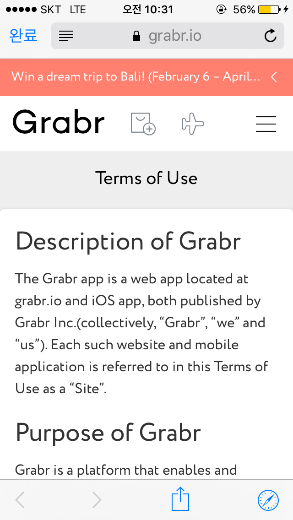 SKT LTE 오전 10:31 56%
완료 grabr.io
Win a dream trip to Bali! (February 6 – April...
Grabr
Terms of Use
Description of Grabr
The Grabr app is a web app located at
grabr.io and iOS app, both published by
Grabr Inc.(collectively, “Grabr”, “we” and
“us”). Each such website and mobile
application is referred to in this Terms of
Use as a “Site”.
Purpose of Grabr
Grabr is a platform that enables and